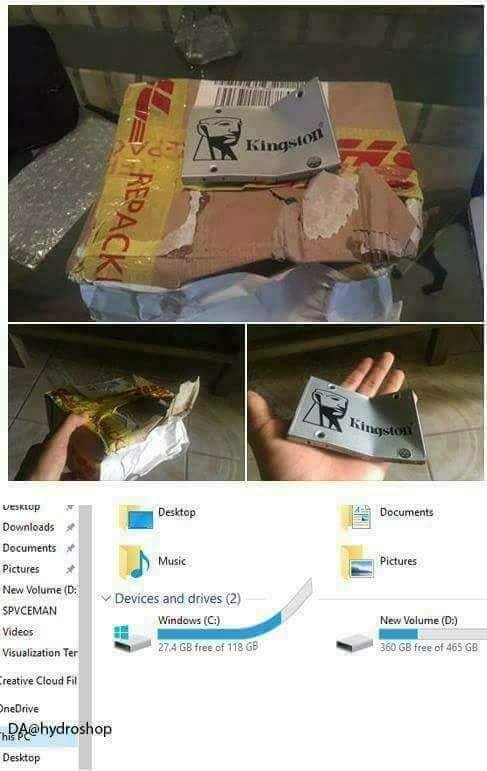 REPACK
Kingston
Kingston
Desktop
Downloads
Documents
Pictures
New Volume (D:
SPVCEMAN
Videos
Visualization Ter
Creative Cloud Fil
OneDrive
This PC
DA@hydroshop
Desktop
Desktop
Documents
Music
Pictures
Devices and drives (2)
Windows (C:)
27.4 GB free of 118 GB
New Volume (D:)
360 GB free of 465 GB